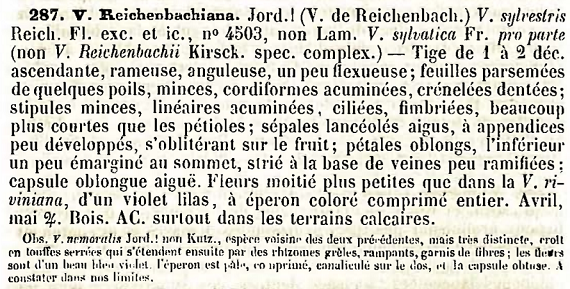 287. V. Reichenbachiana. Jord.! (V. de Reichenbach.) V. sylvestris
Reich. Fl. exc. et ic., nº 4503, non Lam. V. sylvatica Fr. pro parte
(non V. Reichenbachii Kirsck. spec. complex.) — Tige de 1 à 2 déc.
ascendante, rameuse, anguleuse, un peu flexueuse; feuilles parsemées
de quelques poils, minces, cordiformes acuminées, crénelées dentées;
stipules minces, linéaires acuminées, ciliées, fimbriées, beaucoup
plus courtes que les pétioles; sépales lancéolés aigus, à appendices
peu développés, s'oblitérant sur le fruit; pétales oblongs, l'inférieur
un peu émarginé au sommet, strié à la base de veines peu ramifiées;
capsule oblongue aiguë. Fleurs moitié plus petites que dans la V. ri-
viniana, d'un violet lilas, à éperon coloré comprimé entier. Avril,
mai ♃. Bois. AC. surtout dans les terrains calcaires.
Obs. V. nemoralis Jord.! non Kutz., espèce voisine des deux précédentes, mais très distincte, croît
en touffes serrées qui s'étendent ensuite par des rhizomes grêles, rampants, garnis de fibres; les fleurs
sont d'un beau bleu violet, l'éperon est pâle, comprimé, canaliculé sur le dos, et la capsule obtuse. A
constater dans nos limites.